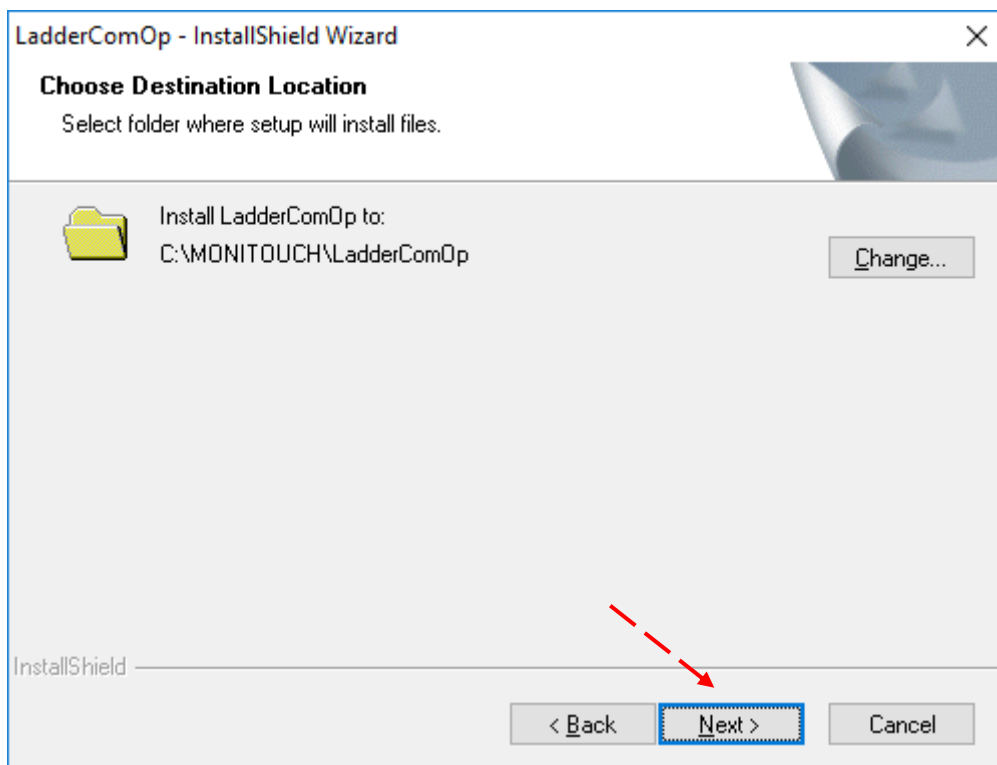 LadderComOp - InstallShield Wizard
Choose Destination Location
Select folder where setup will install files.
Install LadderComOp to:
C:\MONITOUCH\LadderComOp
Change...
InstallShield
< Back
Next >
Cancel